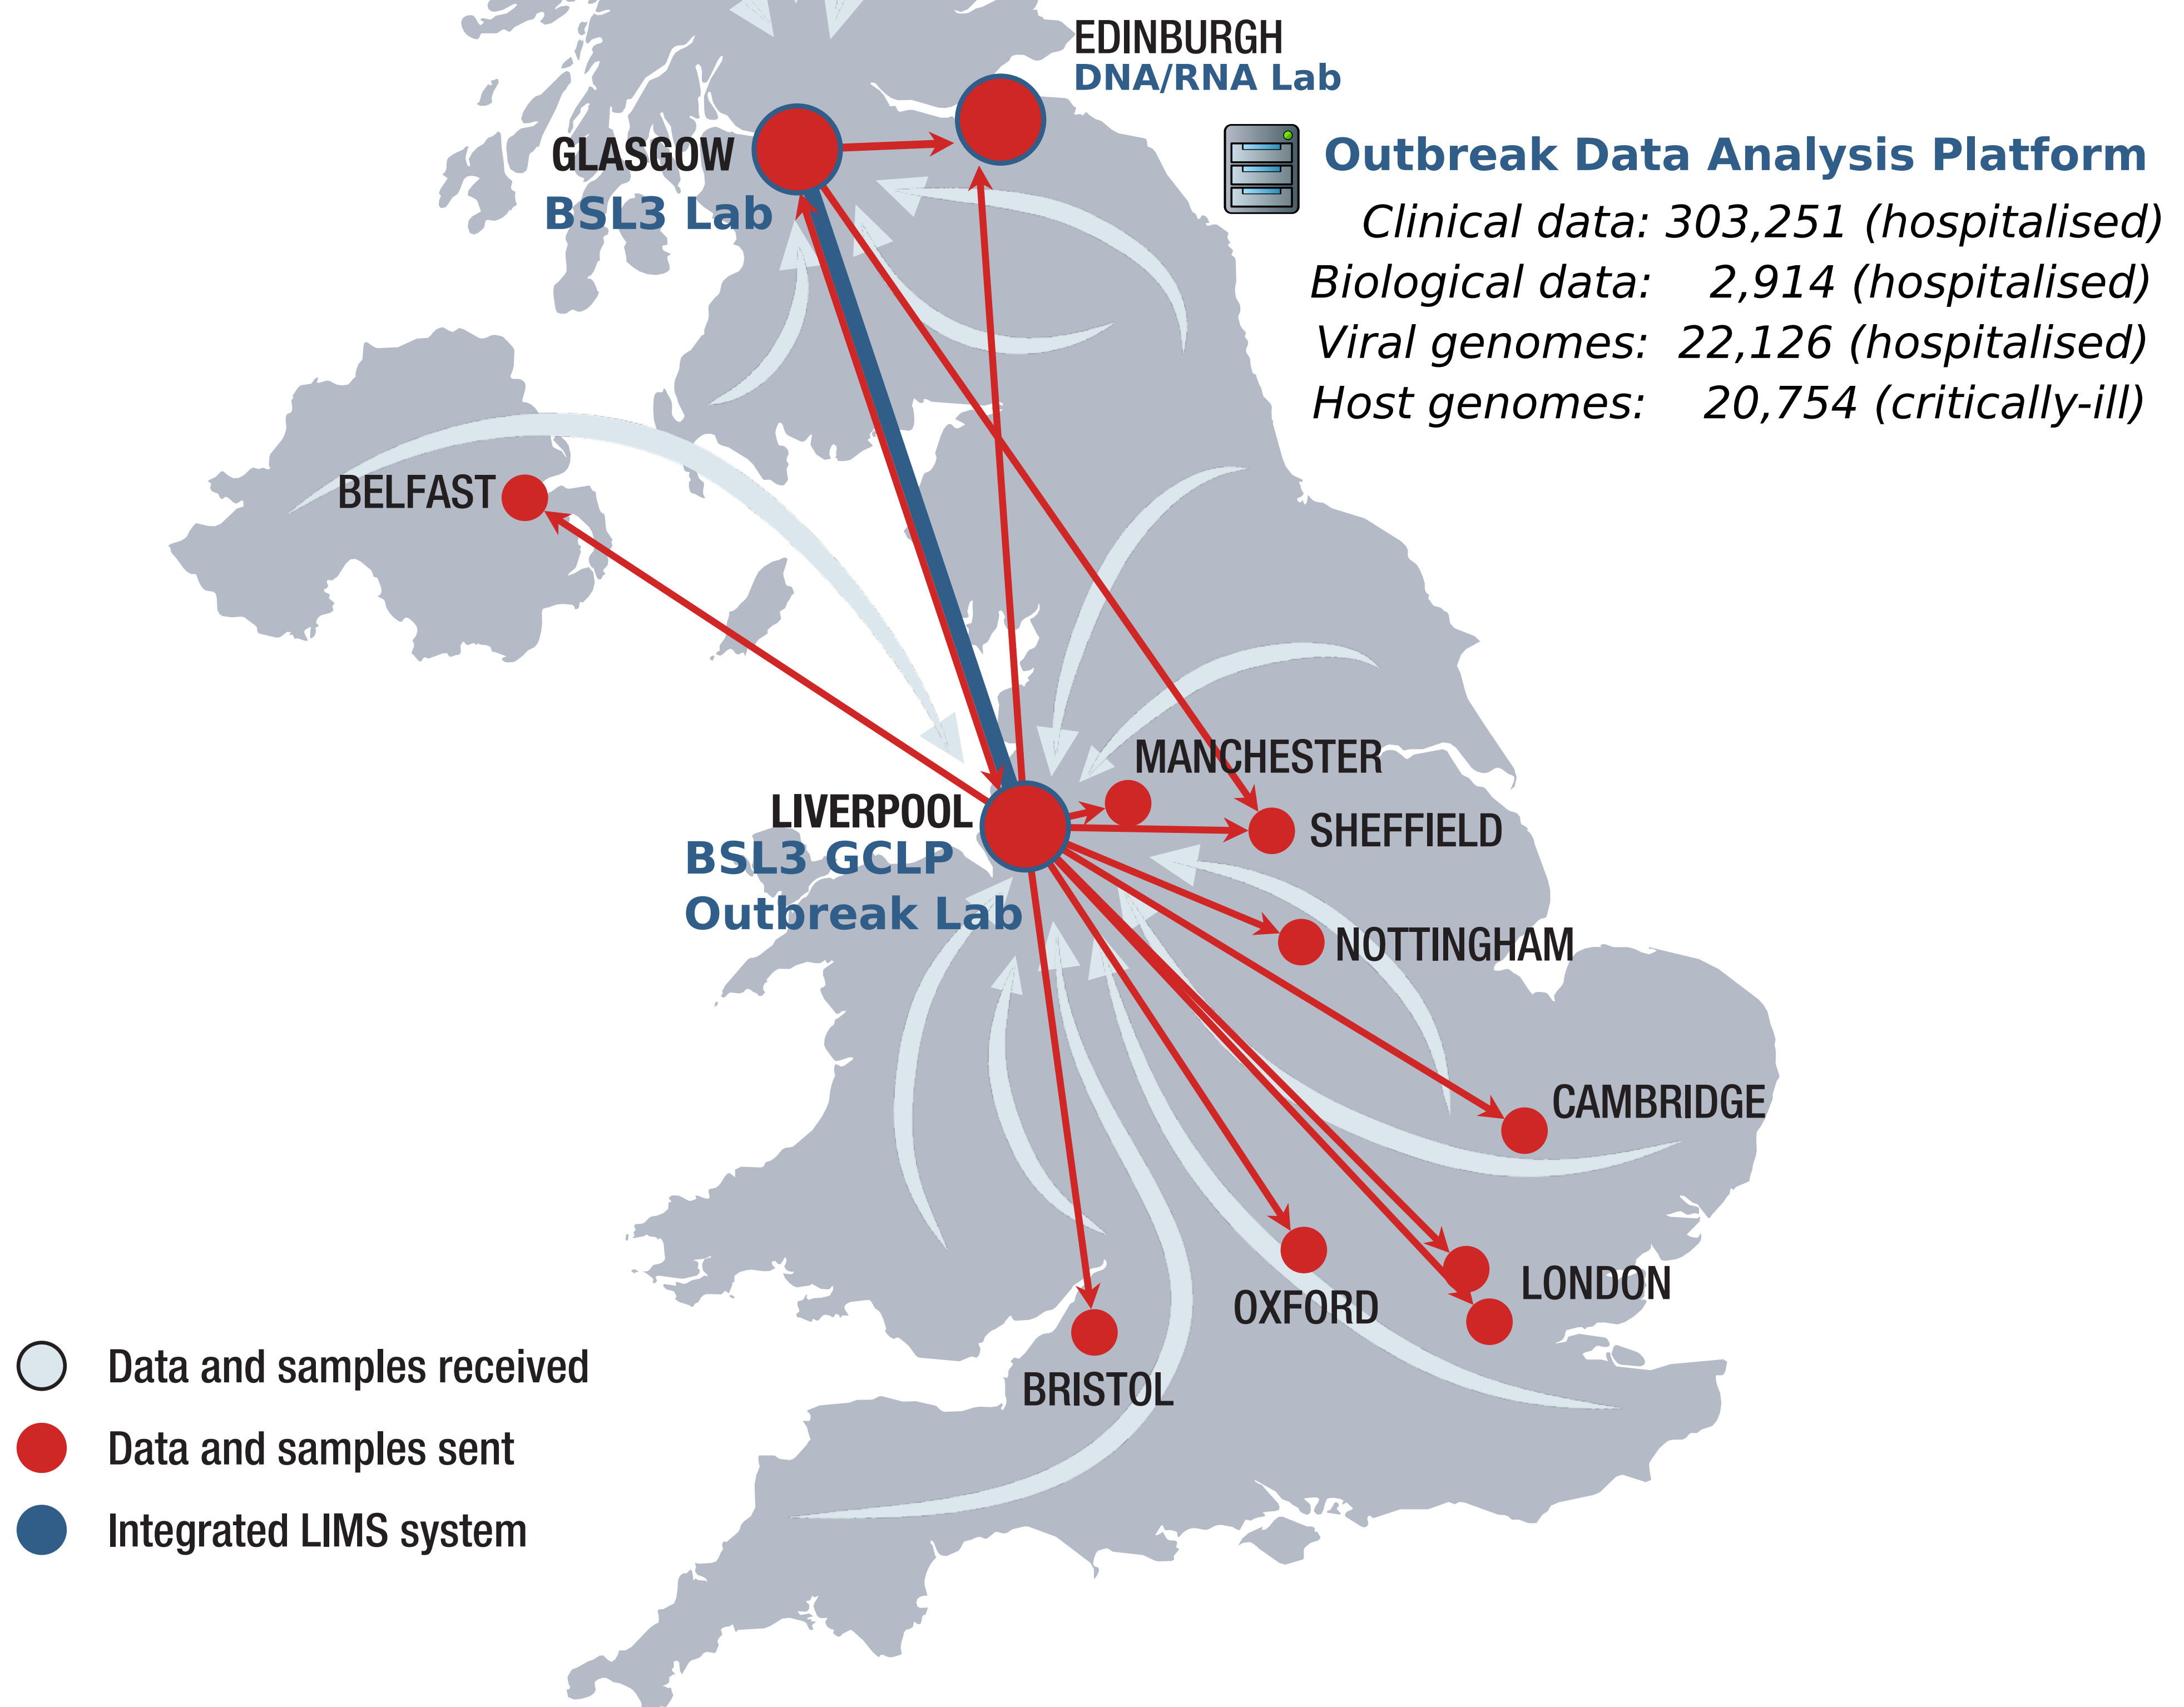 EDINBURGH
DNA/RNA Lab
GLASGOW
BSL3 Lab
Outbreak Data Analysis Platform
Clinical data: 303,251 (hospitalised)
Biological data: 2,914 (hospitalised)
Viral genomes: 22,126 (hospitalised)
Host genomes: 20,754 (critically-ill)
BELFAST
MANCHESTER
LIVERPOOL
BSL3 GCLP
Outbreak Lab
SHEFFIELD
NOTTINGHAM
CAMBRIDGE
LONDON
OXFORD
BRISTOL
Data and samples received
Data and samples sent
Integrated LIMS system